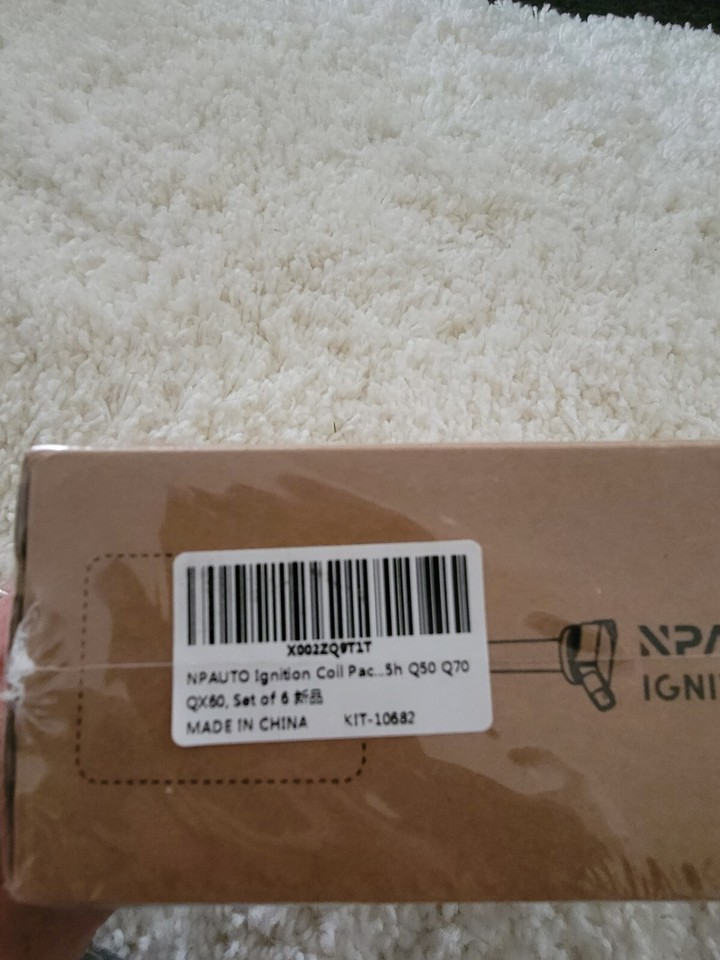 X002ZQ9T1T
NPAUTO Ignition Coil Pac...5h Q50 Q70
QX60, Set of 6 新品
MADE IN CHINA KIT-10682
NPA
IGNI